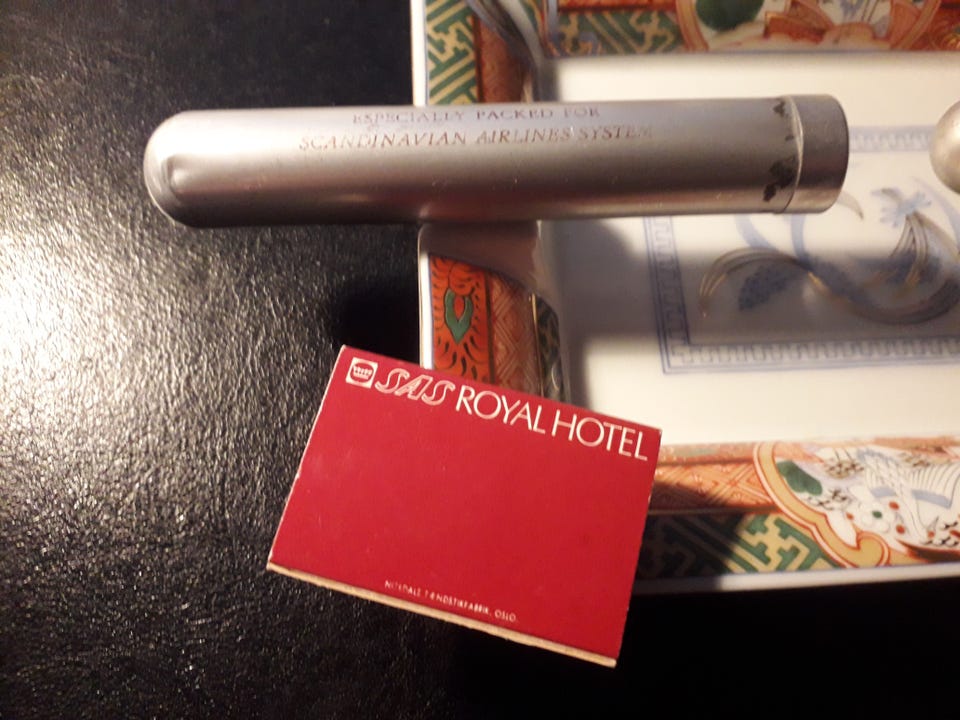 ESPECIALLY PACKED FOR
SCANDINAVIAN AIRLINES SYSTEM
SAS ROYAL HOTEL
NITEDALS TÆNDSTIKFABRIK, OSLO.